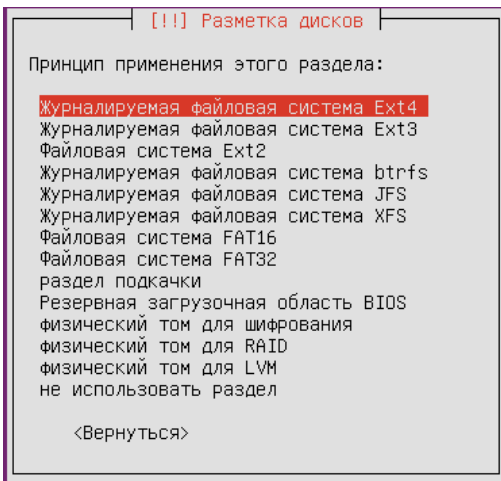 [!!] Разметка дисков
Принцип применения этого раздела:
Журналируемая файловая система Ext4
Журналируемая файловая система Ext3
Файловая система Ext2
Журналируемая файловая система btrfs
Журналируемая файловая система JFS
Журналируемая файловая система XFS
Файловая система FAT16
Файловая система FAT32
раздел подкачки
Резервная загрузочная область BIOS
физический том для шифрования
физический том для RAID
физический том для LVM
не использовать раздел
<Вернуться>